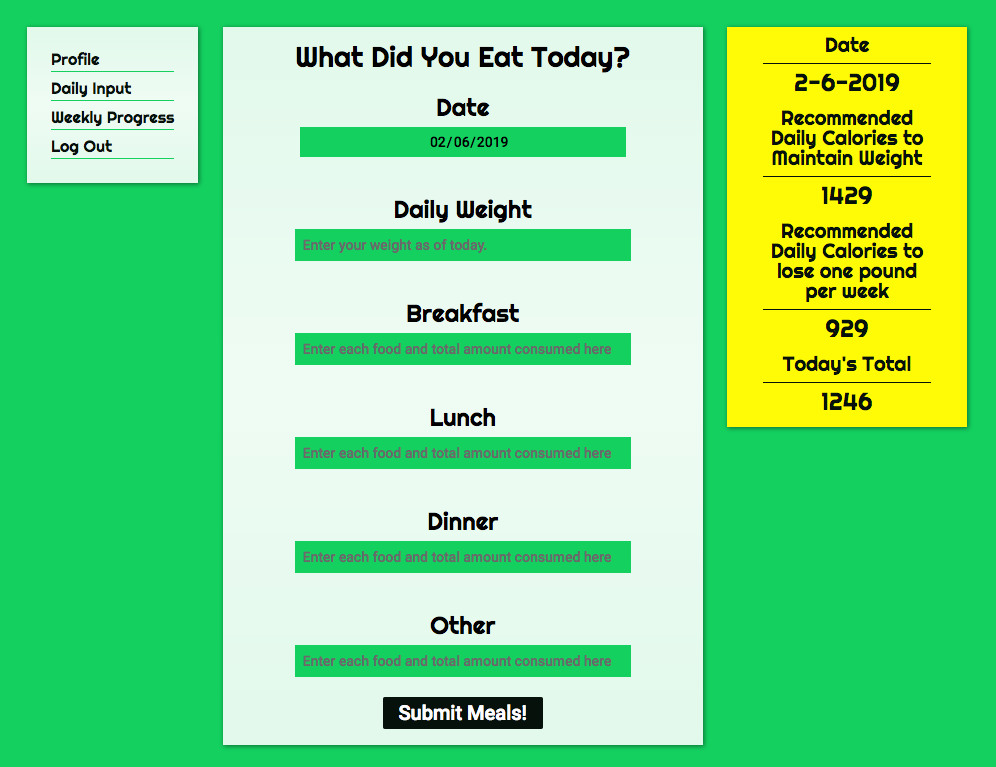 Profile
Daily Input
Weekly Progress
Log Out
What Did You Eat Today?
Date
02/06/2019
Daily Weight
Enter your weight as of today.
Breakfast
Enter each food and total amount consumed here
Lunch
Enter each food and total amount consumed here
Dinner
Enter each food and total amount consumed here
Other
Enter each food and total amount consumed here
Submit Meals!
Date
2-6-2019
Recommended
Daily Calories to
Maintain Weight
1429
Recommended
Daily Calories to
lose one pound
per week
929
Today's Total
1246